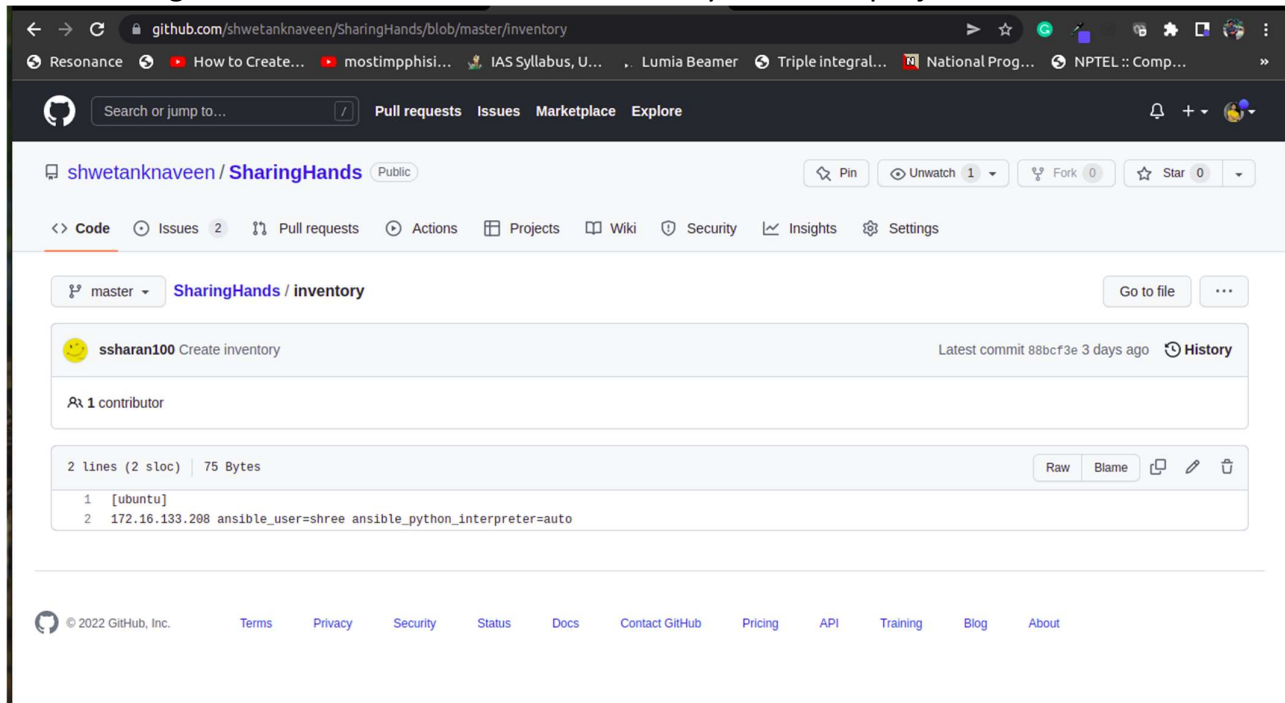 github.com/shwetanknaveen/SharingHands/blob/master/inventory
Resonance How to Create... mostimpphisi... IAS Syllabus, U... Lumia Beamer Triple integral... National Prog... NPTEL :: Comp... »
Search or jump to... / Pull requests Issues Marketplace Explore
shwetanknaveen / SharingHands Public Pin Unwatch 1 Fork 0 Star 0
Code Issues 2 Pull requests Actions Projects Wiki Security Insights Settings
master SharingHands / inventory Go to file ...
ssharan100 Create inventory Latest commit 88bcf3e 3 days ago History
1 contributor
2 lines (2 sloc) 75 Bytes Raw Blame
1 [ubuntu]
2 172.16.133.208 ansible_user=shree ansible_python_interpreter=auto
© 2022 GitHub, Inc. Terms Privacy Security Status Docs Contact GitHub Pricing API Training Blog About